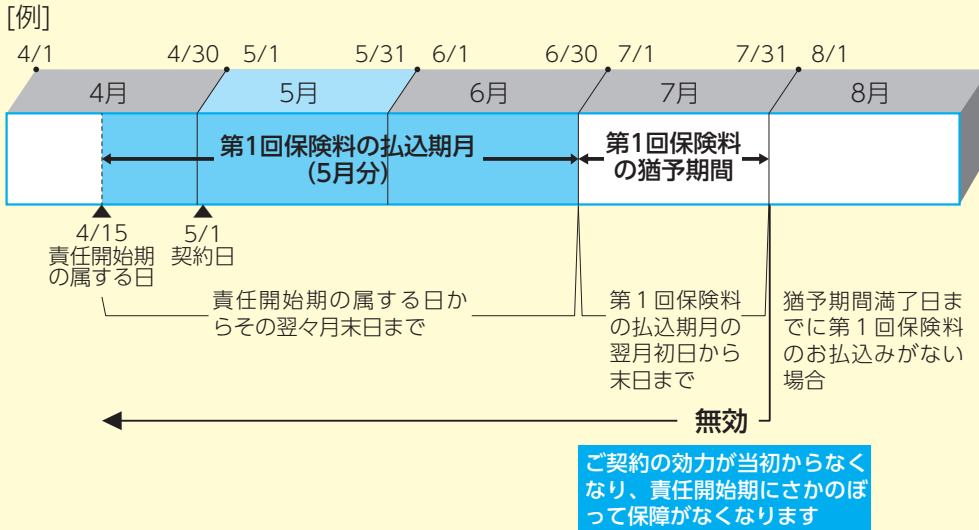 [例]
4/1 4/30 5/1 5/31 6/1 6/30 7/1 7/31 8/1
4月 5月 6月 7月 8月
第1回保険料の払込期月
(5月分)
第1回保険料
の猶予期間
4/15
責任開始期
の属する日
5/1
契約日
責任開始期の属する日か
らその翌々月末日まで
第1回保険料
の払込期月の
翌月初日から
末日まで
猶予期間満了日ま
でに第1回保険料
のお払込みがない
場合
無効
ご契約の効力が当初からなく
なり、責任開始期にさかのぼ
って保障がなくなります